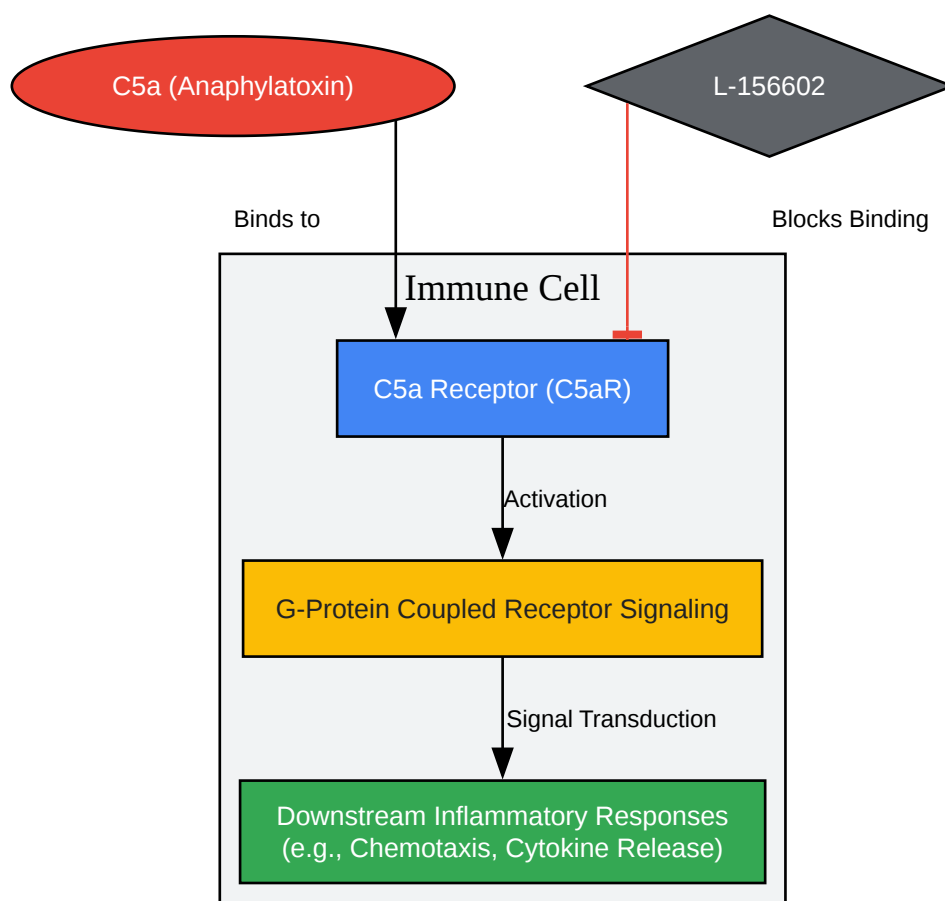 C5a (Anaphylatoxin)
L-156602
Binds to
Blocks Binding
Immune Cell
C5a Receptor (C5aR)
Activation
G-Protein Coupled Receptor Signaling
Signal Transduction
Downstream Inflammatory Responses
(e.g., Chemotaxis, Cytokine Release)